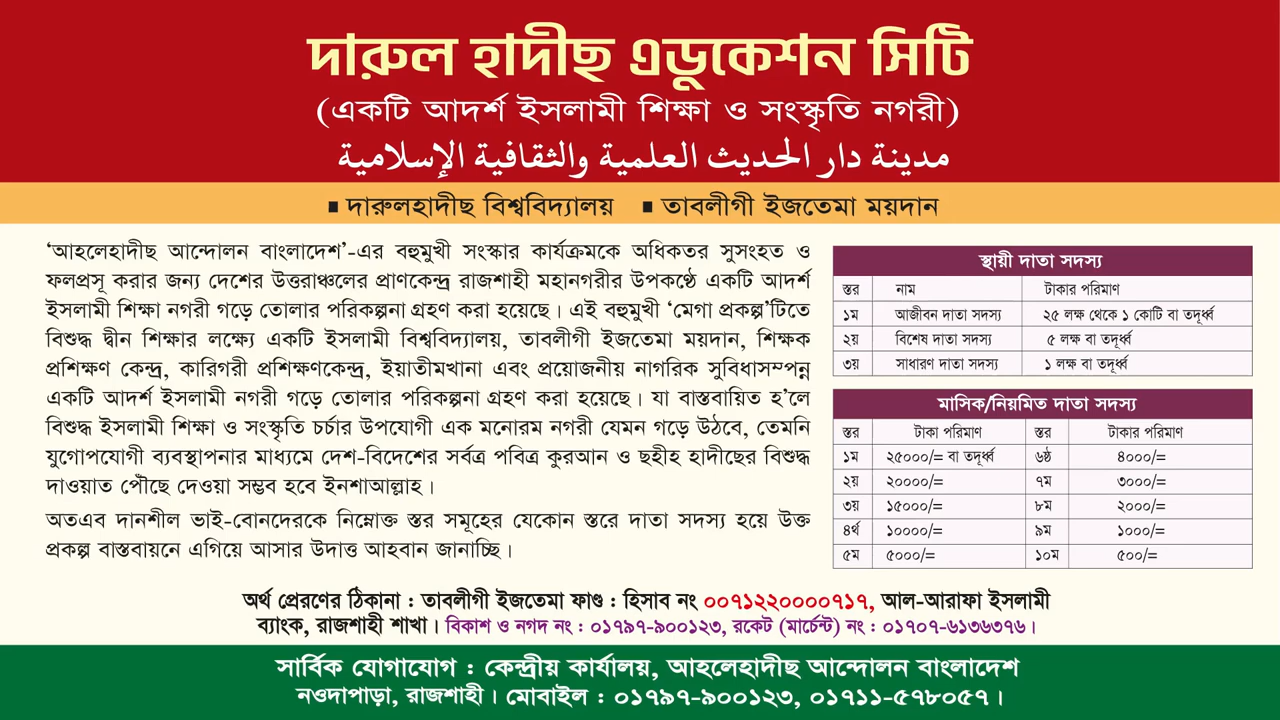 দারুল হাদীছ এডুকেশন সিটি
(একটি আদর্শ ইসলামী শিক্ষা ও সংস্কৃতি নগরী)
مدينة دار الحديث العلمية والثقافية الإسلامية
■ দারুলহাদীছ বিশ্ববিদ্যালয় ■ তাবলীগী ইজতেমা ময়দান
‘আহলেহাদীছ আন্দোলন বাংলাদেশ’-এর বহুমুখী সংস্কার কার্যক্রমকে অধিকতর সুসংহত ও
ফলপ্রসূ করার জন্য দেশের উত্তরাঞ্চলের প্রাণকেন্দ্র রাজশাহী মহানগরীর উপকণ্ঠে একটি আদর্শ
ইসলামী শিক্ষা নগরী গড়ে তোলার পরিকল্পনা গ্রহণ করা হয়েছে। এই বহুমুখী ‘মেগা প্রকল্প’টিতে
বিশুদ্ধ দ্বীন শিক্ষার লক্ষ্যে একটি ইসলামী বিশ্ববিদ্যালয়, তাবলীগী ইজতেমা ময়দান, শিক্ষক
প্রশিক্ষণ কেন্দ্র, কারিগরী প্রশিক্ষণকেন্দ্র, ইয়াতীমখানা এবং প্রয়োজনীয় নাগরিক সুবিধাসম্পন্ন
একটি আদর্শ ইসলামী নগরী গড়ে তোলার পরিকল্পনা গ্রহণ করা হয়েছে। যা বাস্তবায়িত হ’লে
বিশুদ্ধ ইসলামী শিক্ষা ও সংস্কৃতি চর্চার উপযোগী এক মনোরম নগরী যেমন গড়ে উঠবে, তেমনি
যুগোপযোগী ব্যবস্থাপনার মাধ্যমে দেশ-বিদেশের সর্বত্র পবিত্র কুরআন ও ছহীহ হাদীছের বিশুদ্ধ
দাওয়াত পৌঁছে দেওয়া সম্ভব হবে ইনশাআল্লাহ।
অতএব দানশীল ভাই-বোনদেরকে নিম্নোক্ত স্তর সমূহের যেকোন স্তরে দাতা সদস্য হয়ে উক্ত
প্রকল্প বাস্তবায়নে এগিয়ে আসার উদাত্ত আহবান জানাচ্ছি।
স্থায়ী দাতা সদস্য
স্তর নাম টাকার পরিমাণ
১ম আজীবন দাতা সদস্য ২৫ লক্ষ থেকে ১ কোটি বা তদূর্ধ্ব
২য় বিশেষ দাতা সদস্য ৫ লক্ষ বা তদূর্ধ্ব
৩য় সাধারণ দাতা সদস্য ১ লক্ষ বা তদূর্ধ্ব
মাসিক/নিয়মিত দাতা সদস্য
স্তর টাকা পরিমাণ স্তর টাকার পরিমাণ
১ম ২৫০০০/= বা তদূর্ধ্ব ৬ষ্ঠ ৪০০০/=
২য় ২০০০০/= ৭ম ৩০০০/=
৩য় ১৫০০০/= ৮ম ২০০০/=
৪র্থ ১০০০০/= ৯ম ১০০০/=
৫ম ৫০০০/= ১০ম ৫০০/=
অর্থ প্রেরণের ঠিকানা : তাবলীগী ইজতেমা ফাণ্ড : হিসাব নং ০০৭১২২০০০০৭১৭, আল-আরাফা ইসলামী
ব্যাংক, রাজশাহী শাখা। বিকাশ ও নগদ নং : ০১৭৯৭-৯০০১২৩, রকেট (মার্চেন্ট) নং : ০১৭০৭-৬১৩৬৩৭৬।
সার্বিক যোগাযোগ : কেন্দ্রীয় কার্যালয়, আহলেহাদীছ আন্দোলন বাংলাদেশ
নওদাপাড়া, রাজশাহী। মোবাইল : ০১৭৯৭-৯০০১২৩, ০১৭১১-৫৭৮০৫৭।